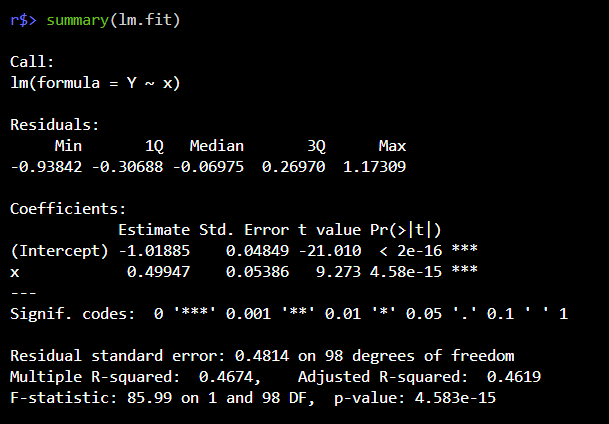 r$> summary(lm.fit)
Call:
lm(formula = Y ~ x)
Residuals:
     Min       1Q   Median       3Q      Max
-0.93842 -0.30688 -0.06975  0.26970  1.17309
Coefficients:
            Estimate Std. Error t value Pr(>|t|)
(Intercept) -1.01885    0.04849 -21.010  < 2e-16 ***
x            0.49947    0.05386   9.273 4.58e-15 ***
---
Signif. codes:  0 '***' 0.001 '**' 0.01 '*' 0.05 '.' 0.1 ' ' 1
Residual standard error: 0.4814 on 98 degrees of freedom
Multiple R-squared:  0.4674,    Adjusted R-squared:  0.4619
F-statistic: 85.99 on 1 and 98 DF,  p-value: 4.583e-15